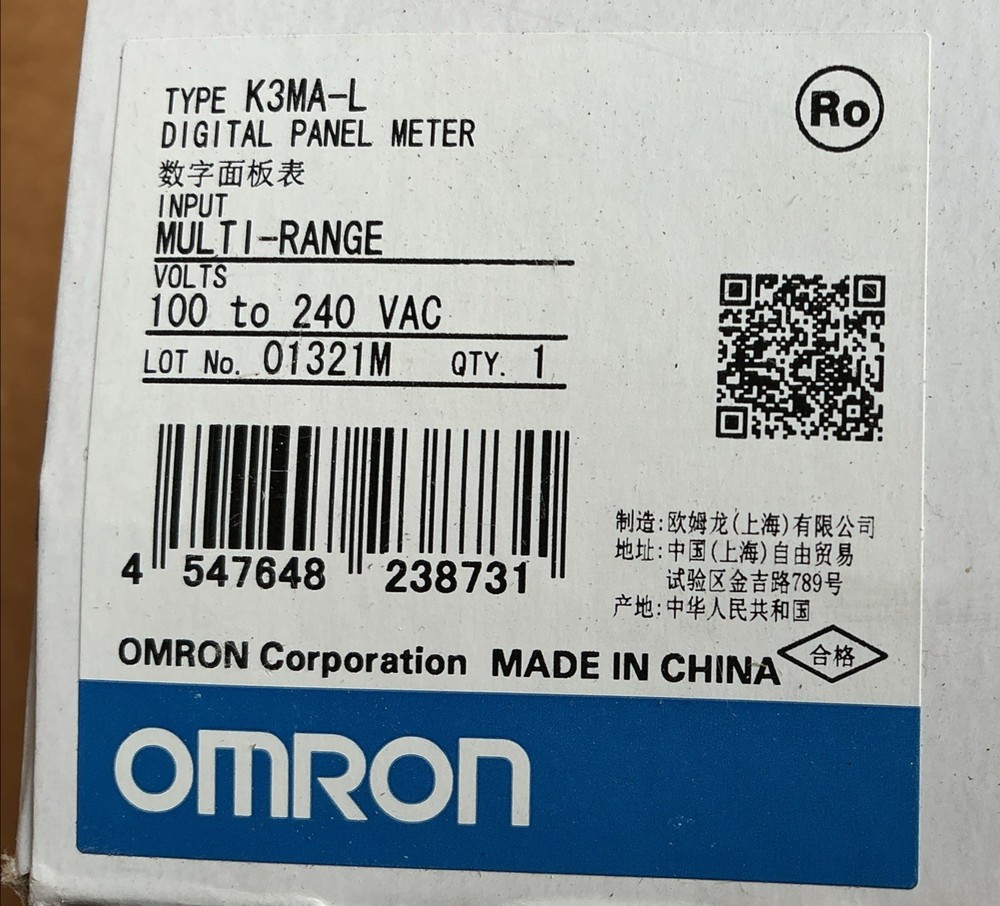 TYPE K3MA-L
Ro
DIGITAL PANEL METER
数字面板表
INPUT
MULTI-RANGE
VOLTS
100 to 240 VAC
LOT No. 01321M QTY. 1
4 547648 238731
制造:欧姆龙(上海)有限公司
地址:中国(上海)自由贸易
试验区金吉路789号
产地:中华人民共和国
OMRON Corporation MADE IN CHINA
合格
OMRON